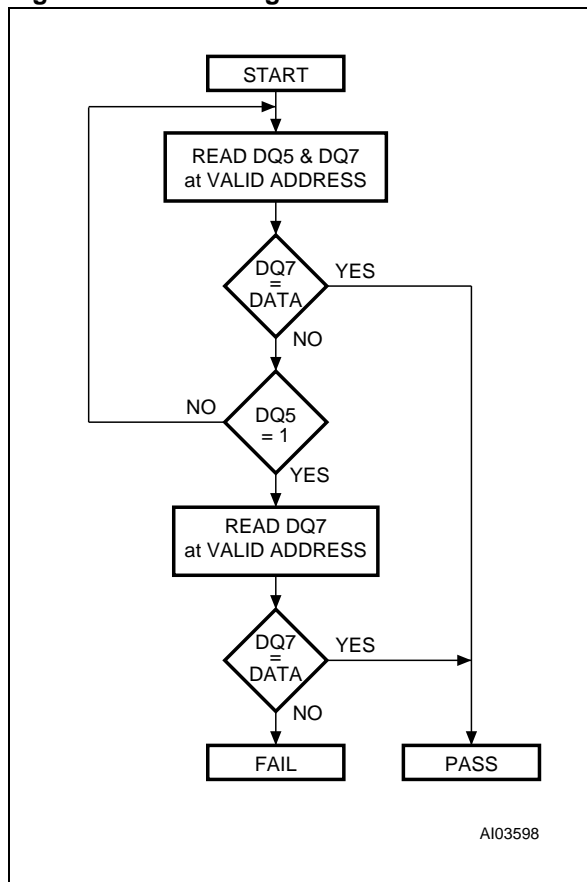 START
READ DQ5 & DQ7
at VALID ADDRESS
DQ7
=
DATA
YES
NO
DQ5
= 1
NO
YES
READ DQ7
at VALID ADDRESS
DQ7
=
DATA
YES
NO
FAIL
PASS
AI03598